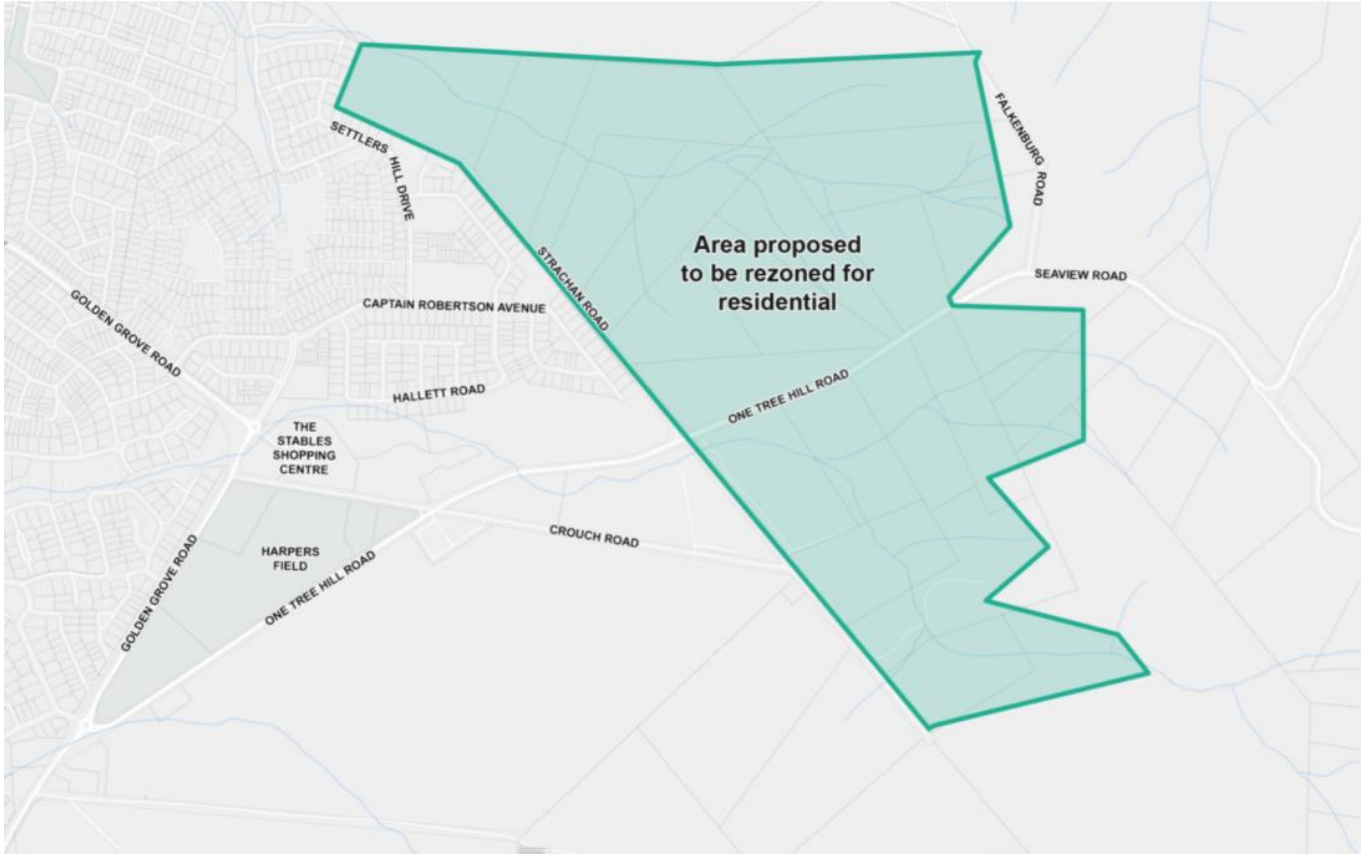 SETTLERS
HILL DRIVE
FALKENBURG ROAD
Area proposed
to be rezoned for
residential
STRACHAN ROAD
SEAVIEW ROAD
GOLDEN GROVE ROAD
CAPTAIN ROBERTSON AVENUE
HALLETT ROAD
ONE TREE HILL ROAD
THE
STABLES
SHOPPING
CENTRE
CROUCH ROAD
HARPERS
FIELD
GOLDEN GROVE ROAD
ONE TREE HILL ROAD